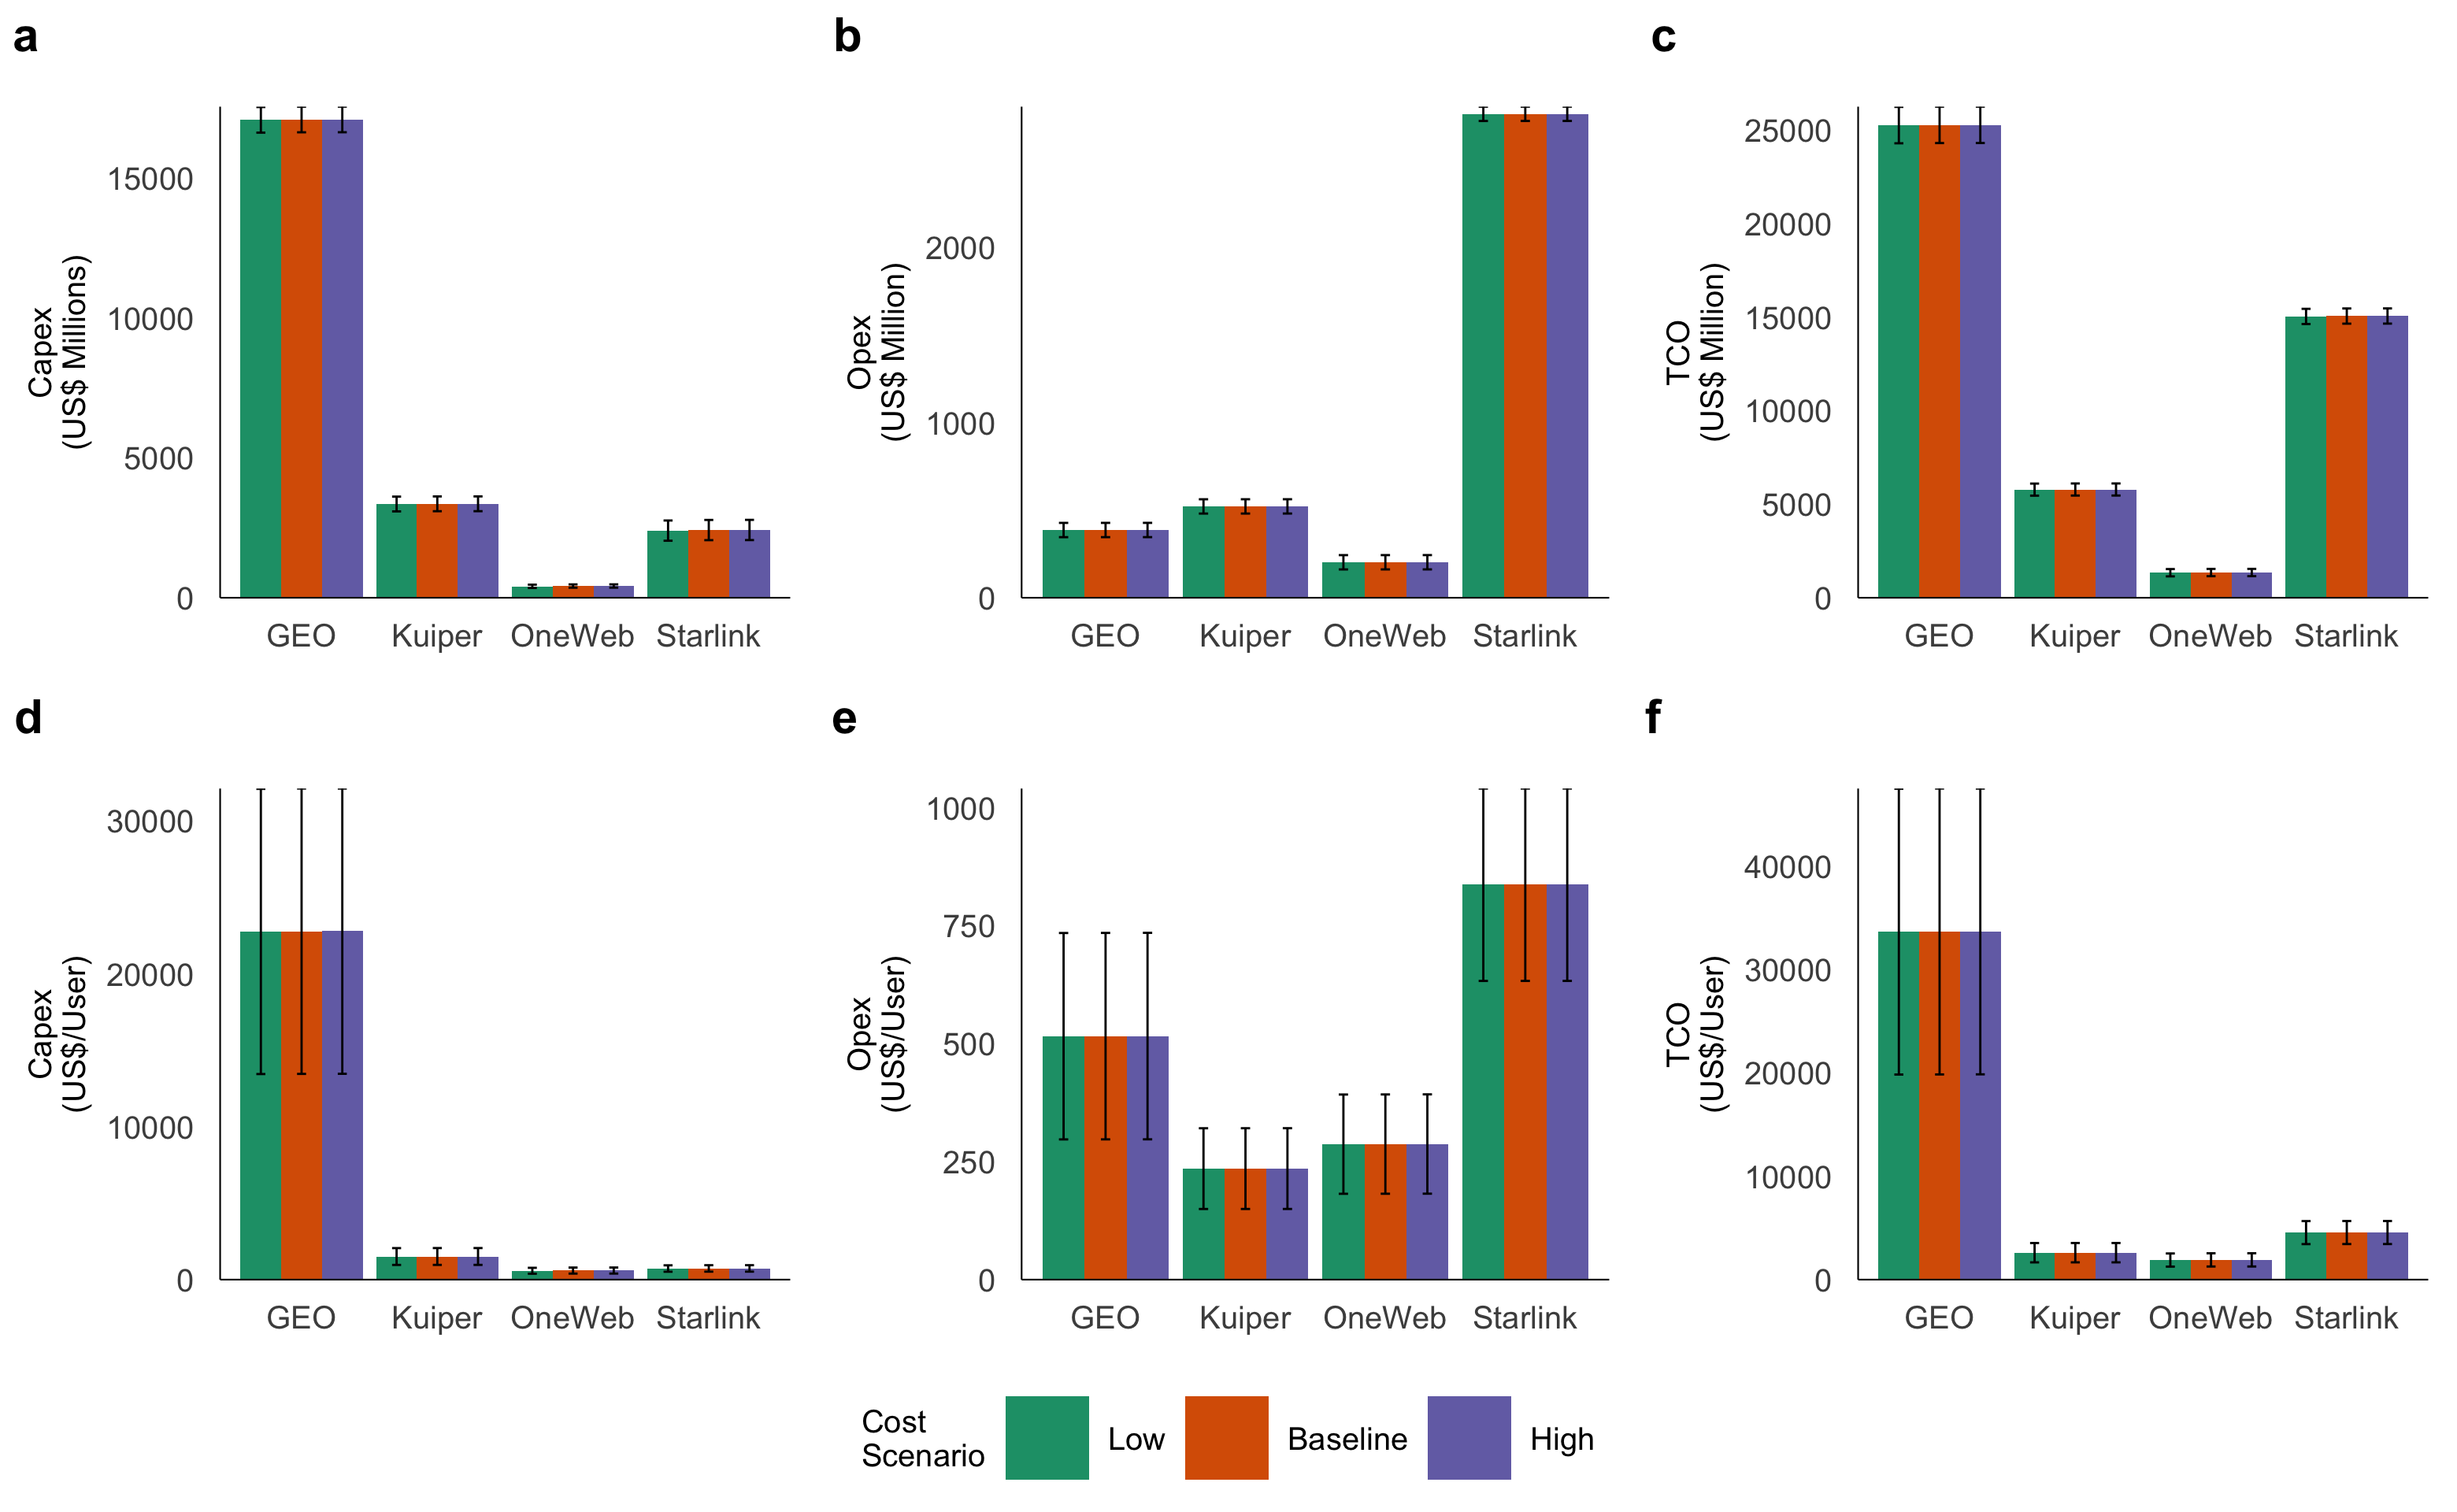 a
Capex
(US$ Millions)
15000
10000
5000
0
GEO Kuiper OneWeb Starlink
b
Opex
(US$ Million)
2000
1000
0
GEO Kuiper OneWeb Starlink
c
TCO
(US$ Million)
25000
20000
15000
10000
5000
0
GEO Kuiper OneWeb Starlink
d
Capex
(US$/User)
30000
20000
10000
0
GEO Kuiper OneWeb Starlink
e
Opex
(US$/User)
1000
750
500
250
0
GEO Kuiper OneWeb Starlink
f
TCO
(US$/User)
40000
30000
20000
10000
0
GEO Kuiper OneWeb Starlink
Cost
Scenario
Low Baseline High